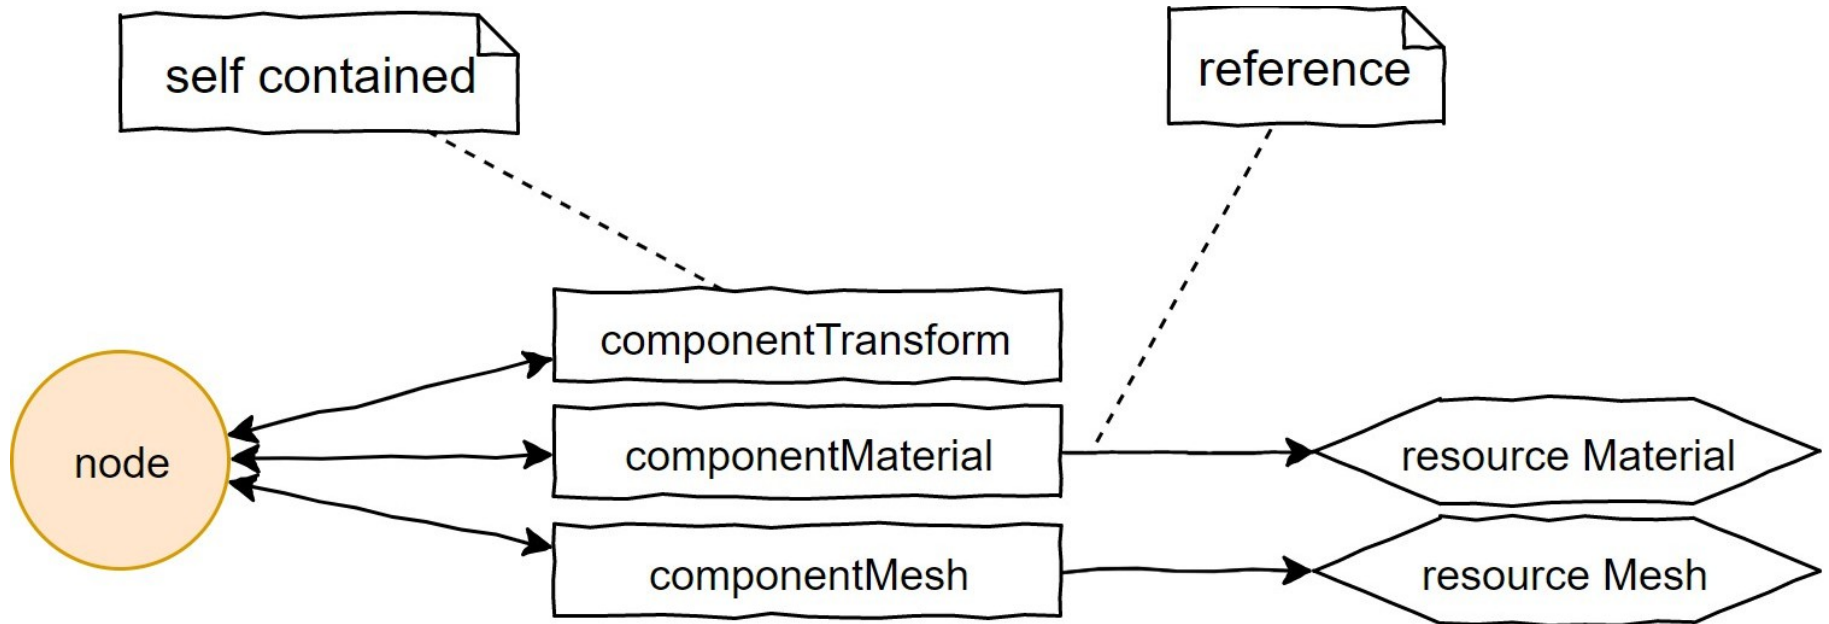 self contained
reference
componentTransform
node
componentMaterial
resource Material
componentMesh
resource Mesh